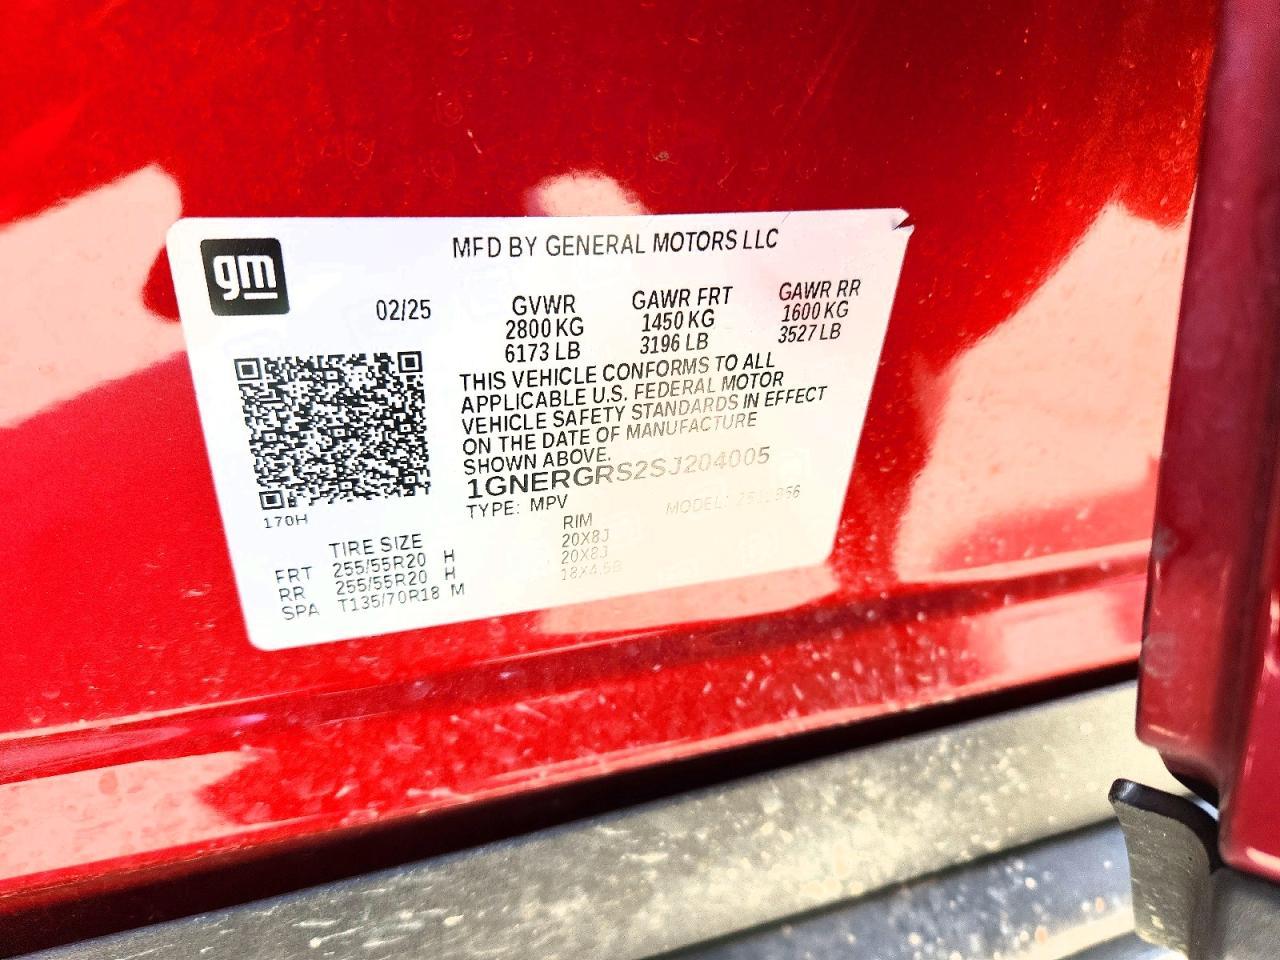 gm
MFD BY GENERAL MOTORS LLC
02/25
GVWR
2800 KG
6173 LB
GAWR FRT
1450 KG
3196 LB
GAWR RR
1600 KG
3527 LB
THIS VEHICLE CONFORMS TO ALL
APPLICABLE U.S. FEDERAL MOTOR
VEHICLE SAFETY STANDARDS IN EFFECT
ON THE DATE OF MANUFACTURE
SHOWN ABOVE.
1GNERGRS2SJ204005
TYPE: MPV
MODEL:
170H
TIRE SIZE
RIM
FRT 255/55R20 H 20X8J
RR 255/55R20 H 20X8J
SPA T135/70R18 M 18X4.5B